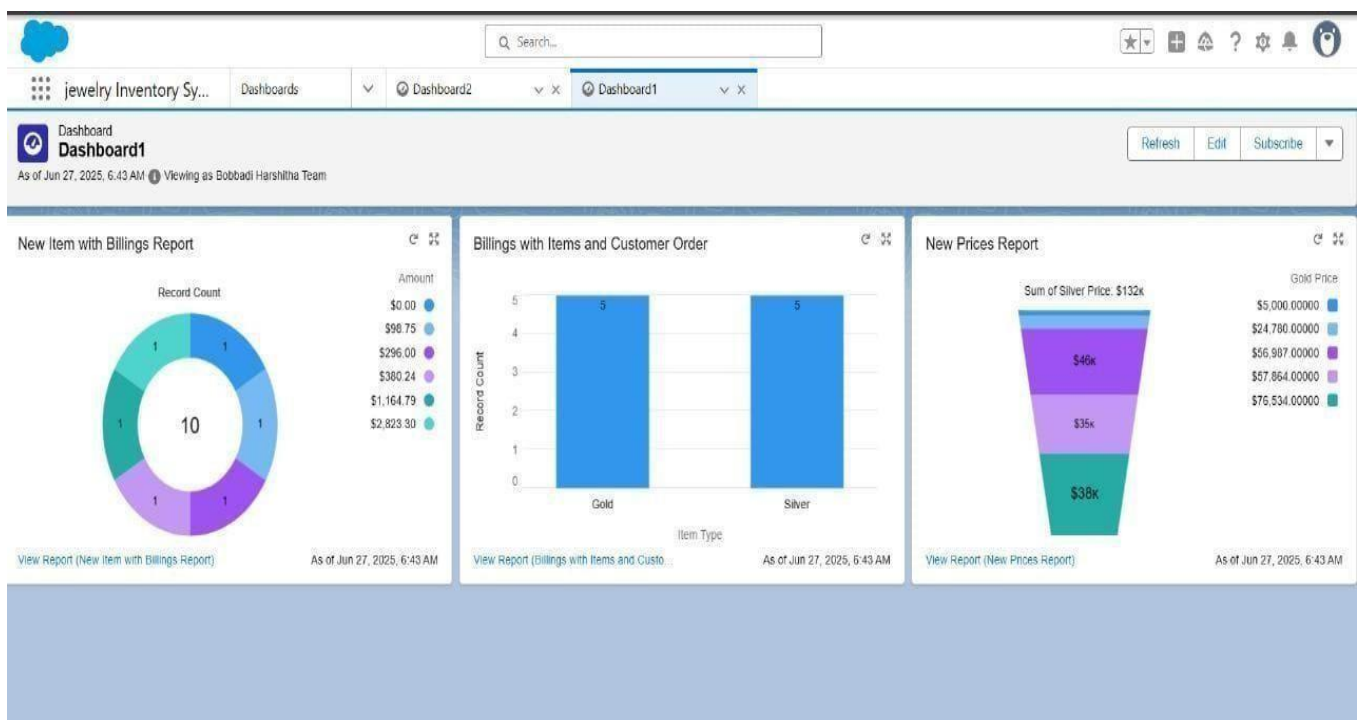 Search...
jewelry Inventory Sy...
Dashboards
Dashboard2
Dashboard1
Dashboard
Dashboard1
As of Jun 27, 2025, 6:43 AM Viewing as Bobbadi Harshitha Team
Refresh
Edit
Subscribe
New Item with Billings Report
Record Count
Amount
$0.00
$98.75
$296.00
$380.24
$1,164.79
$2,823.30
1
1
1
1
1
1
10
View Report (New Item with Billings Report)
As of Jun 27, 2025, 6:43 AM
Billings with Items and Customer Order
Record Count
5
4
3
2
1
0
5
5
Gold
Silver
Item Type
View Report (Billings with Items and Custo...
As of Jun 27, 2025, 6:43 AM
New Prices Report
Sum of Silver Price: $132K
Gold Price
$5,000.00000
$24,780.00000
$56,987.00000
$57,864.00000
$76,534.00000
$46K
$35K
$38K
View Report (New Prices Report)
As of Jun 27, 2025, 6:43 AM